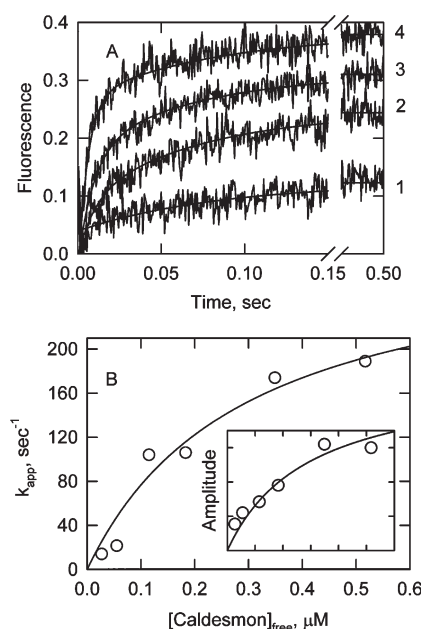 A
0.4
0.3
0.2
0.1
0.0
Fluorescence
4
3
2
1
0.00 0.05 0.10 0.15 0.50
Time, sec
B
200
160
120
80
40
0
kapp, sec-1
Amplitude
0.0 0.1 0.2 0.3 0.4 0.5 0.6
[Caldesmon]free, μM